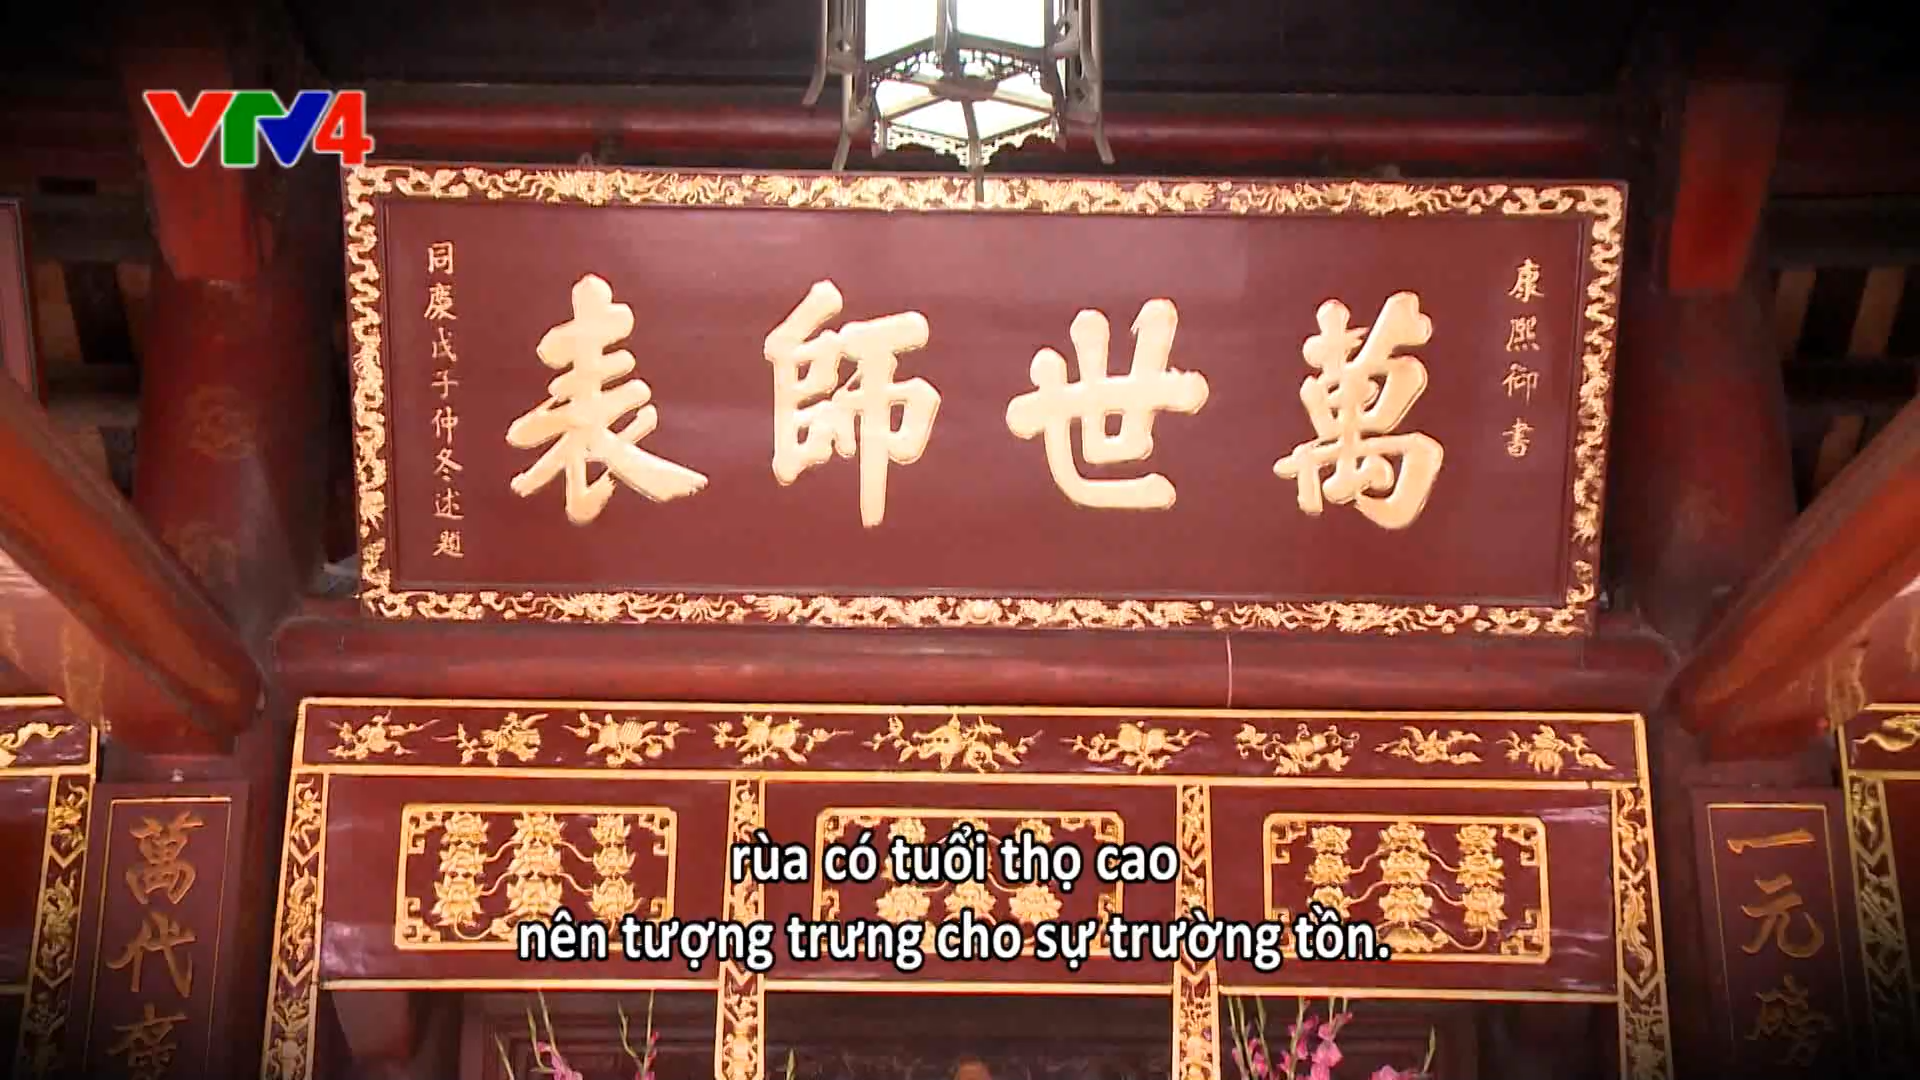 VTV4
萬世師表
康熙御書
同慶戊子仲冬述題
萬代
一元
rùa có tuổi thọ cao
nên tượng trưng cho sự trường tồn.